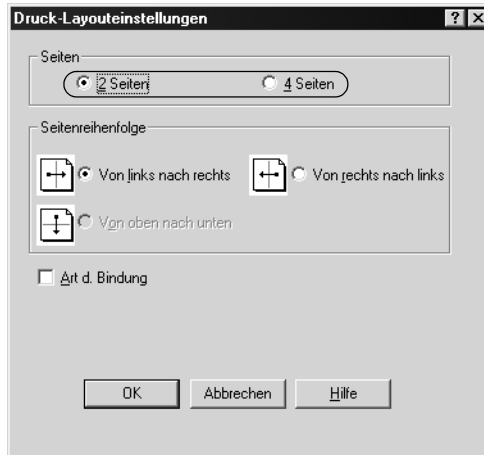 Druck-Layouteinstellungen
Seiten
2 Seiten 4 Seiten
Seitenreihenfolge
Von links nach rechts Von rechts nach links
Von oben nach unten
Art d. Bindung
OK Abbrechen Hilfe